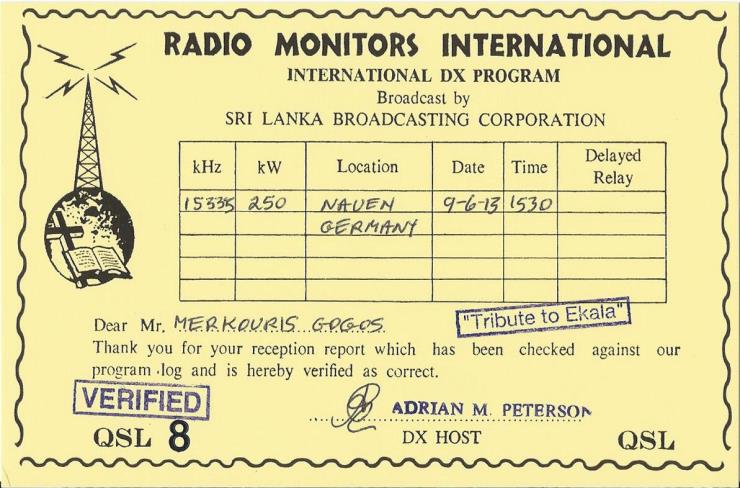 RADIO MONITORS INTERNATIONAL
INTERNATIONAL DX PROGRAM
Broadcast by
SRI LANKA BROADCASTING CORPORATION
kHz kW Location Date Time Delayed Relay
15335 250 NAUEN 9-6-13 1530
GERMANY
Dear Mr. MERKOURIS GOGOS
"Tribute to Ekala"
Thank you for your reception report which has been checked against our
program log and is hereby verified as correct.
VERIFIED
ADRIAN M. PETERSON
QSL 8 DX HOST QSL